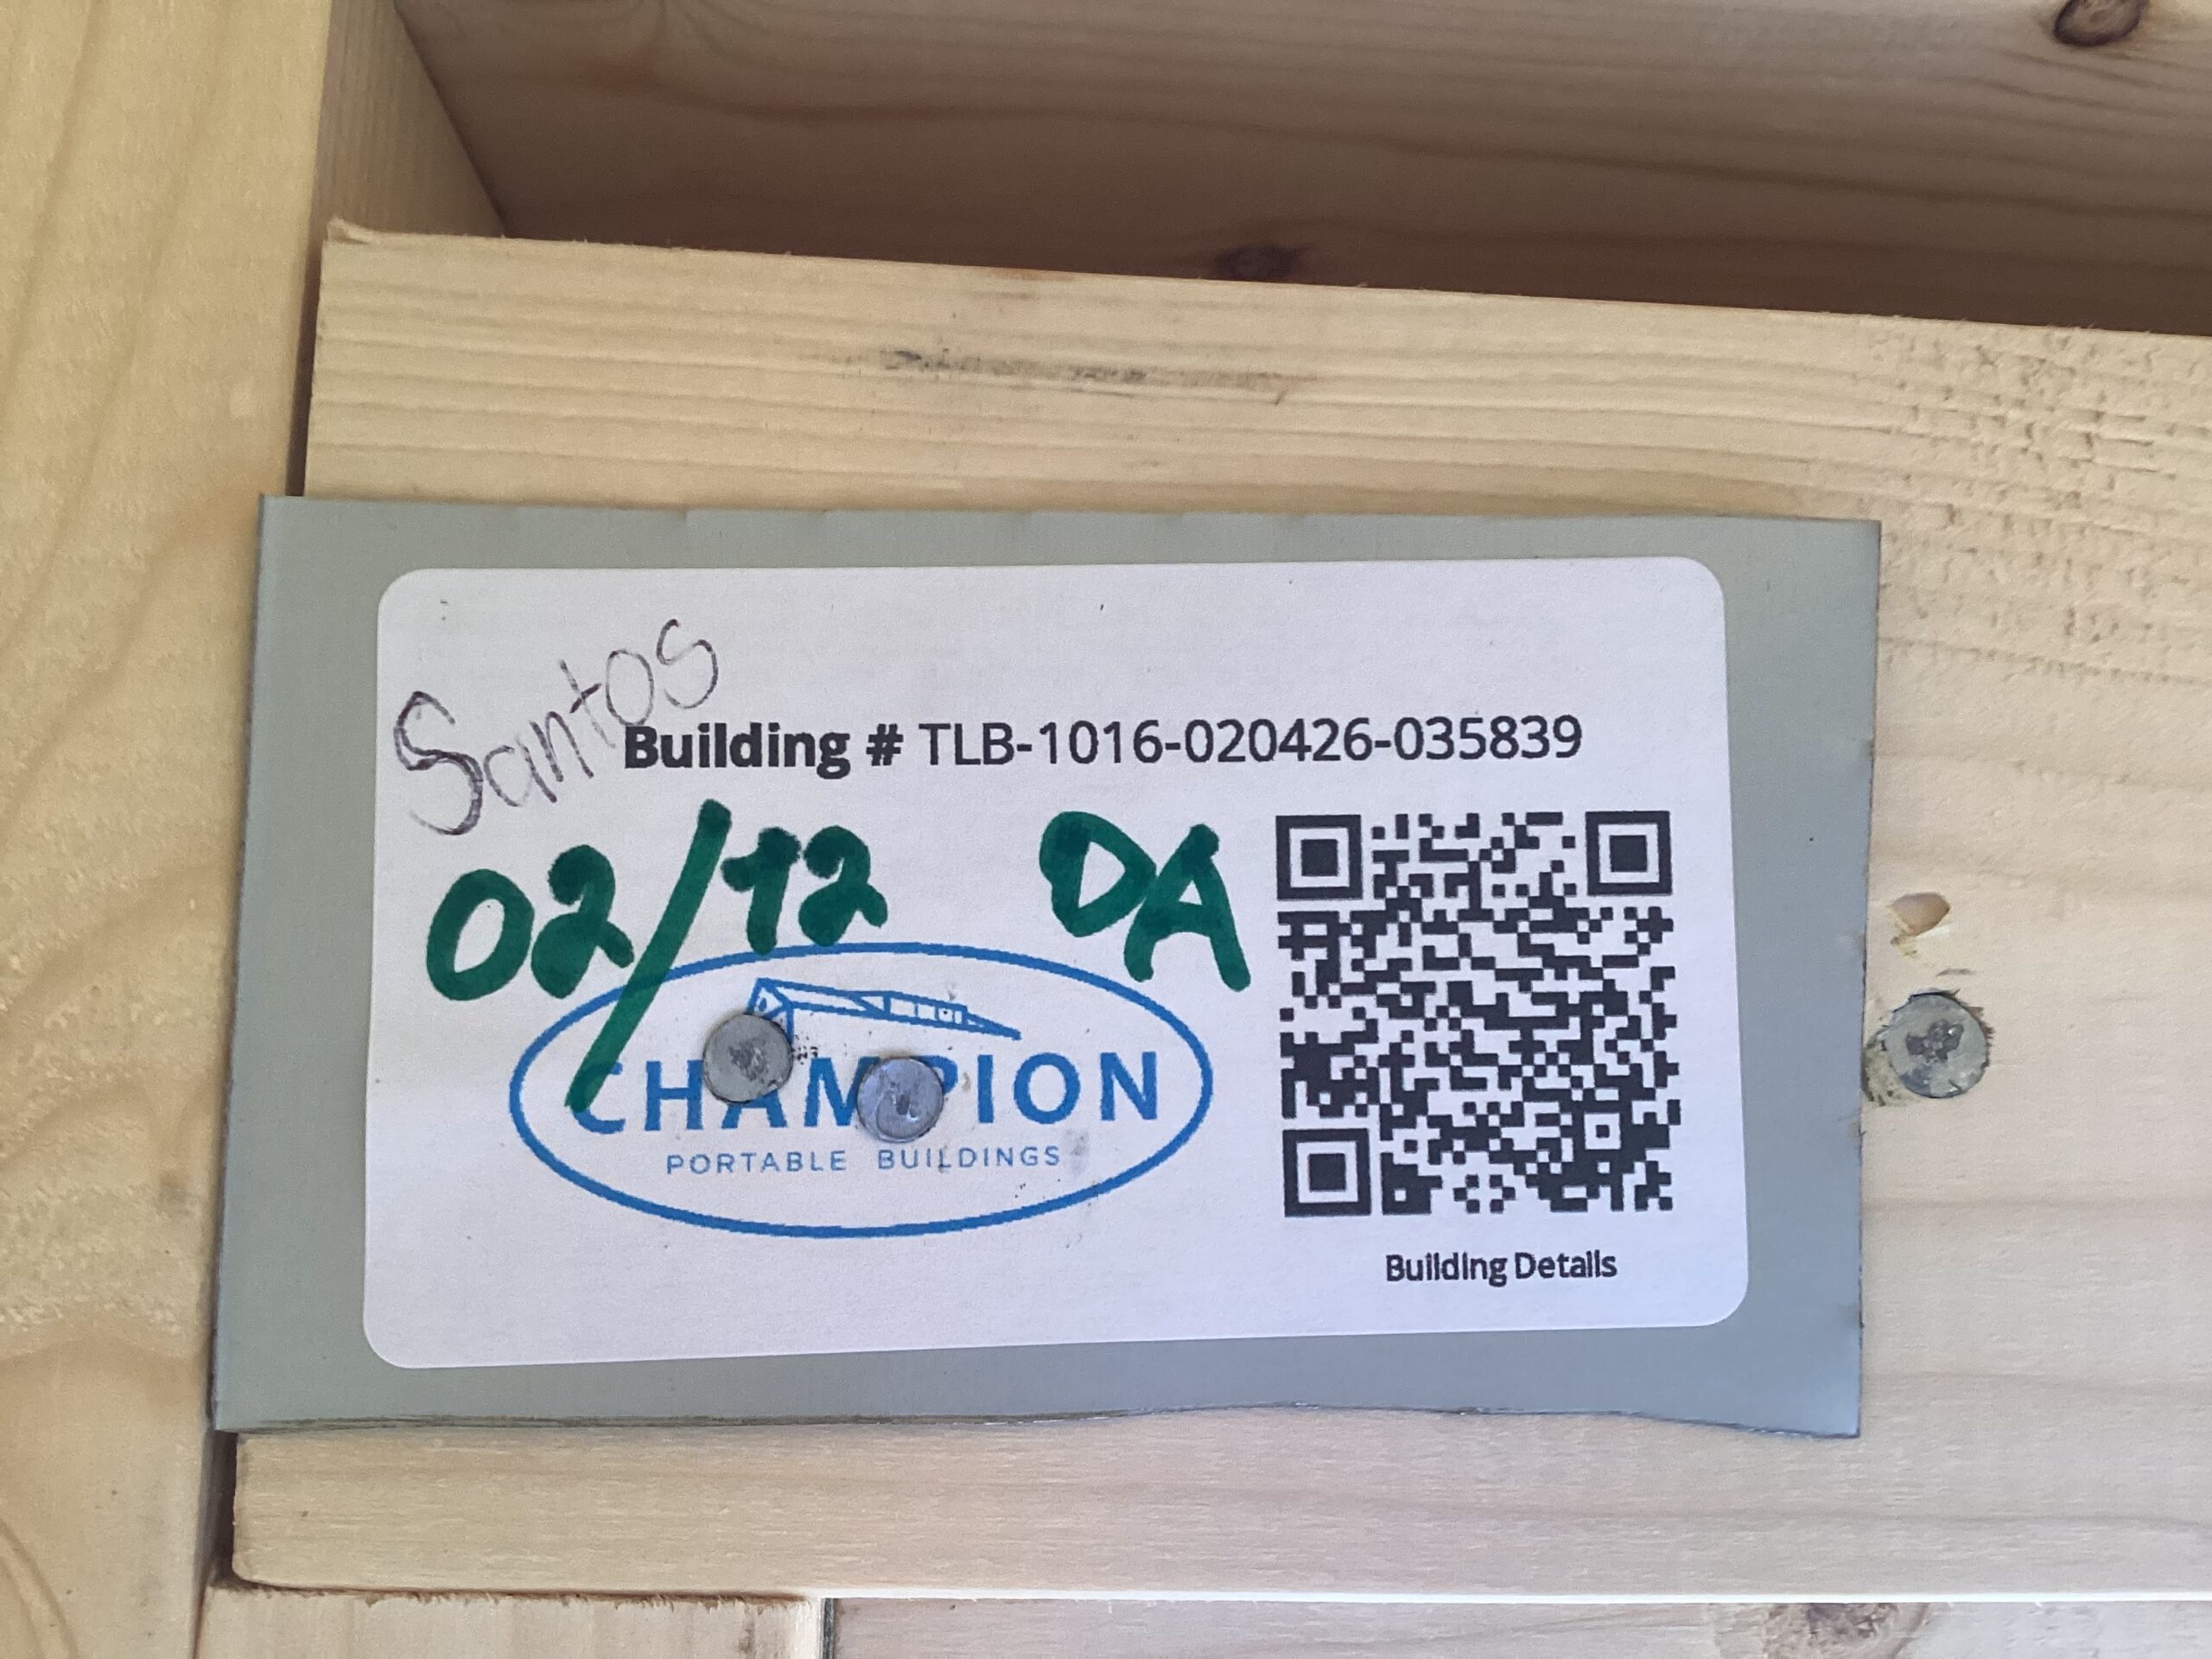 Santos
Building # TLB-1016-020426-035839
02/12 DA
CHAMPION
PORTABLE BUILDINGS
Building Details